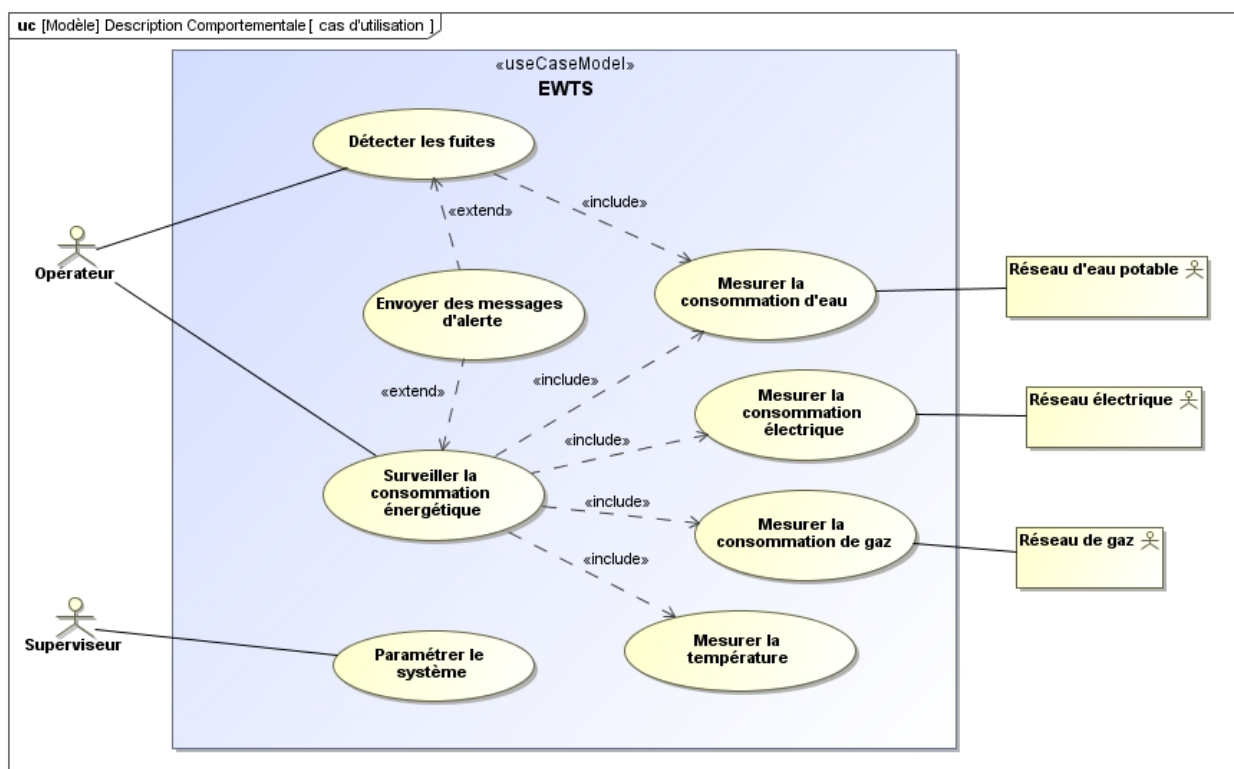 uc [Modèle] Description Comportementale [ cas d'utilisation ]
«useCaseModel»
EWTS
Détecter les fuites
«extend»
«include»
Opérateur
Envoyer des messages
d'alerte
Mesurer la
consommation d'eau
Réseau d'eau potable
«extend»
«include»
Mesurer la
consommation
électrique
Réseau électrique
«include»
Surveiller la
consommation
énergétique
«include»
Mesurer la
consommation de gaz
Réseau de gaz
«include»
Superviseur
Paramétrer le
système
Mesurer la
température